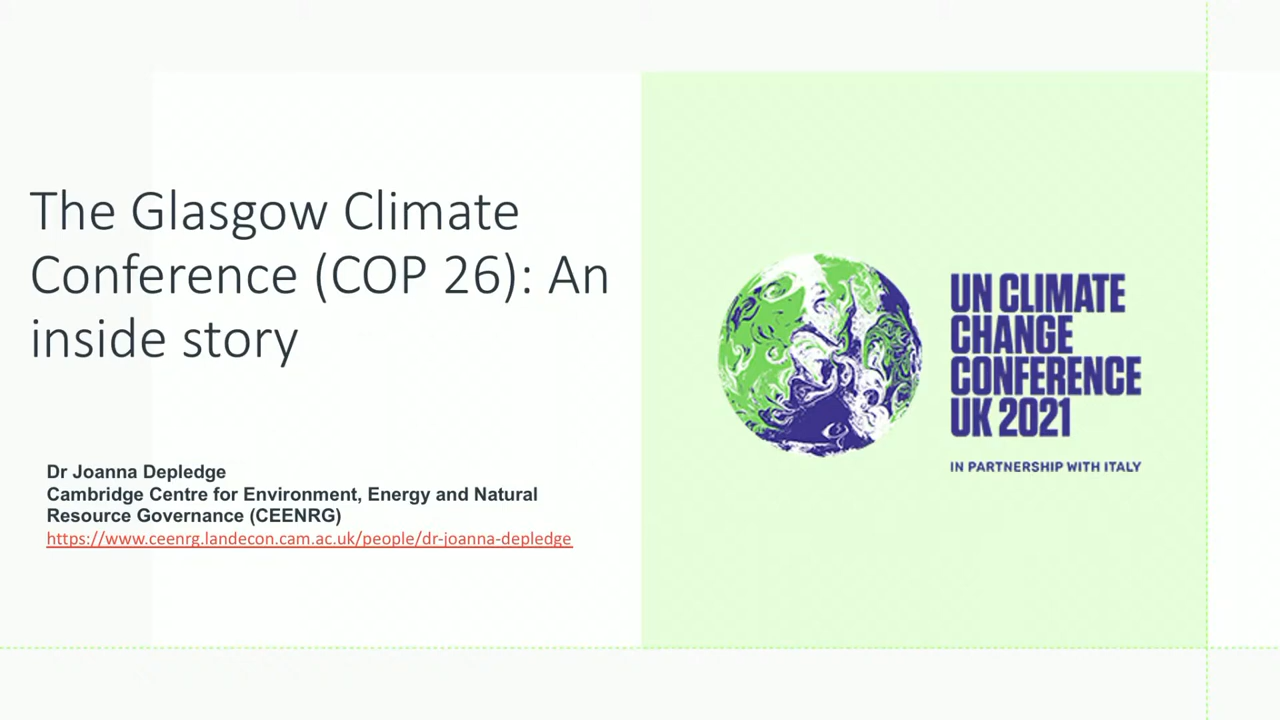 The Glasgow Climate
Conference (COP 26): An
inside story
Dr Joanna Depledge
Cambridge Centre for Environment, Energy and Natural
Resource Governance (CEENRG)
https://www.ceenrg.landecon.cam.ac.uk/people/dr-joanna-depledge
UN CLIMATE
CHANGE
CONFERENCE
UK 2021
IN PARTNERSHIP WITH ITALY